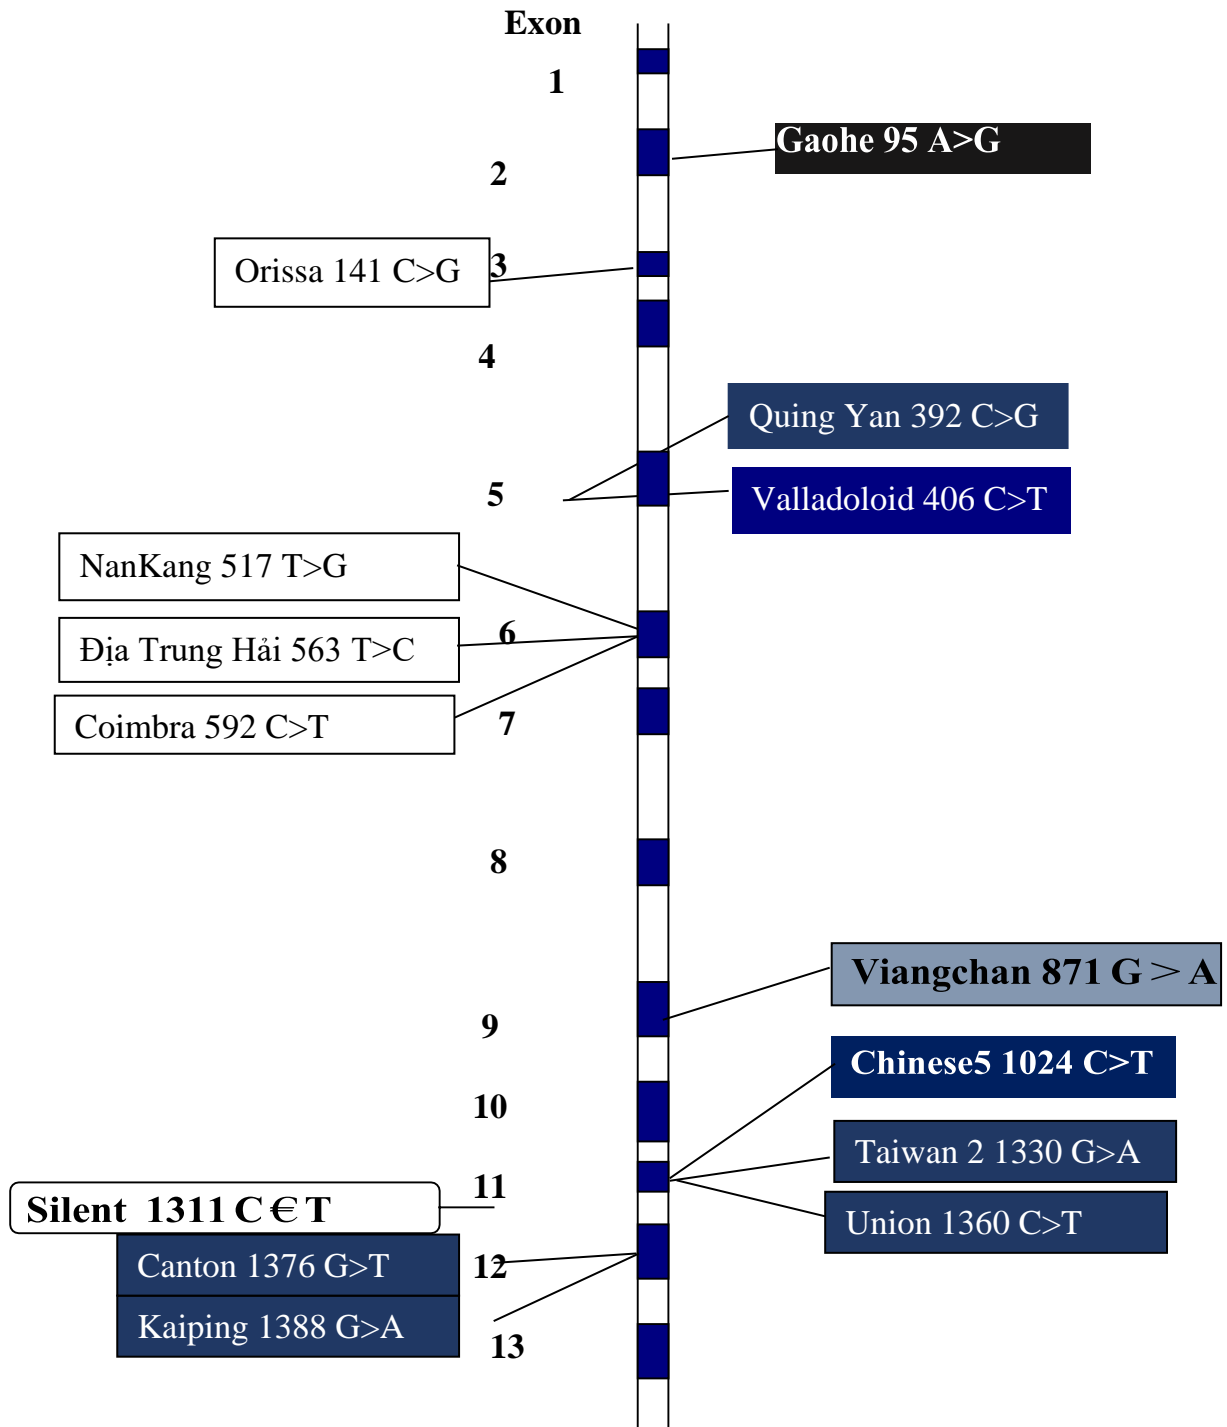 Exon
1
Gaohe 95 A>G
2
Orissa 141 C>G
3
4
Quing Yan 392 C>G
5
Valladoloid 406 C>T
NanKang 517 T>G
6
Địa Trung Hải 563 T>C
Coimbra 592 C>T
7
8
Viangchan 871 G > A
9
Chinese5 1024 C>T
10
Taiwan 2 1330 G>A
11
Silent 1311 C € T
Union 1360 C>T
Canton 1376 G>T
12
Kaiping 1388 G>A
13